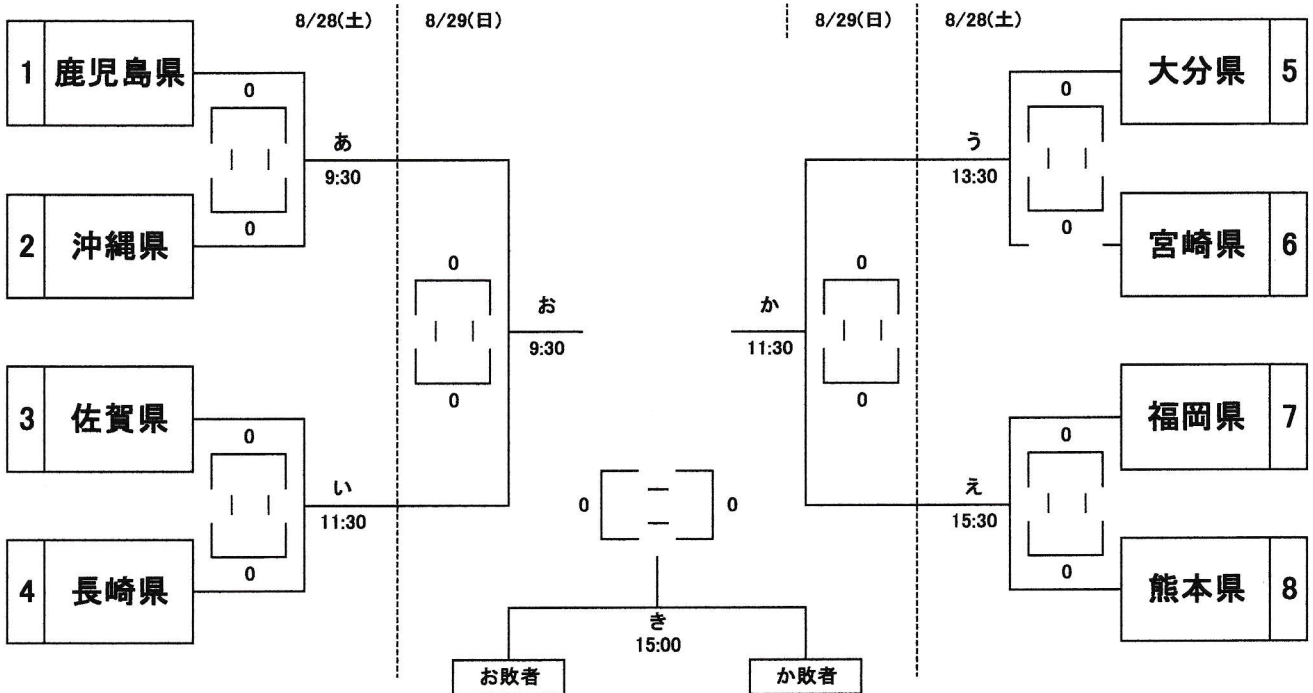 8/28(土)
8/29(日)
8/29(日)
8/28(土)
1 鹿児島県
0
0
2 沖縄県
あ
9:30
3 佐賀県
0
0
4 長崎県
い
11:30
0
0
お
9:30
か
11:30
0
0
う
13:30
大分県 5
0
0
宮崎県 6
え
15:30
福岡県 7
0
0
熊本県 8
0 0
き
15:00
お敗者
か敗者